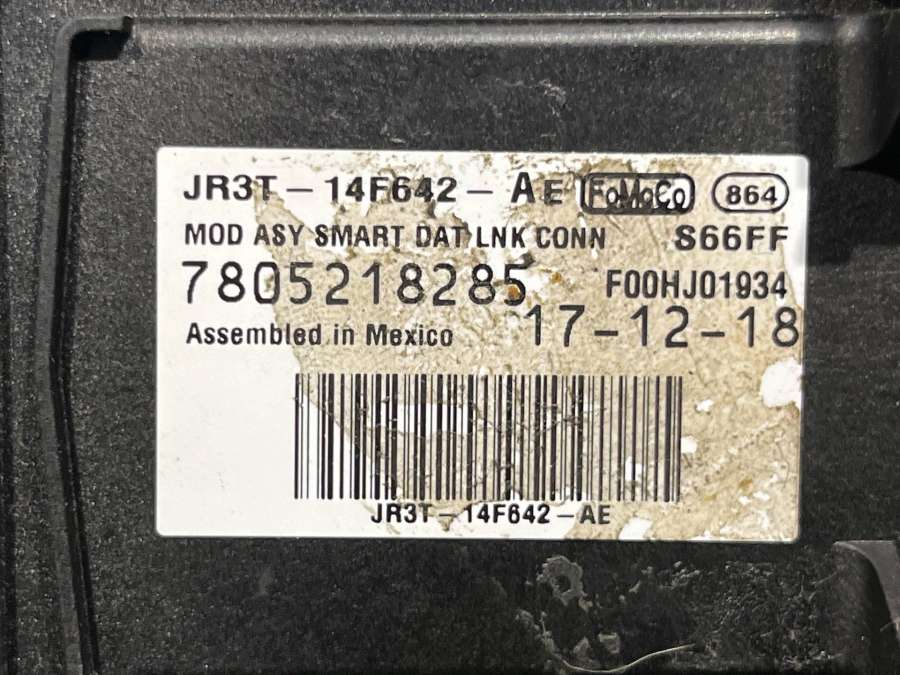 JR3T-14F642-AE FoMoCo 864
MOD ASY SMART DAT LNK CONN S66FF
7805218285 F00HJ01934
Assembled in Mexico 17-12-18
JR3T-14F642-AE